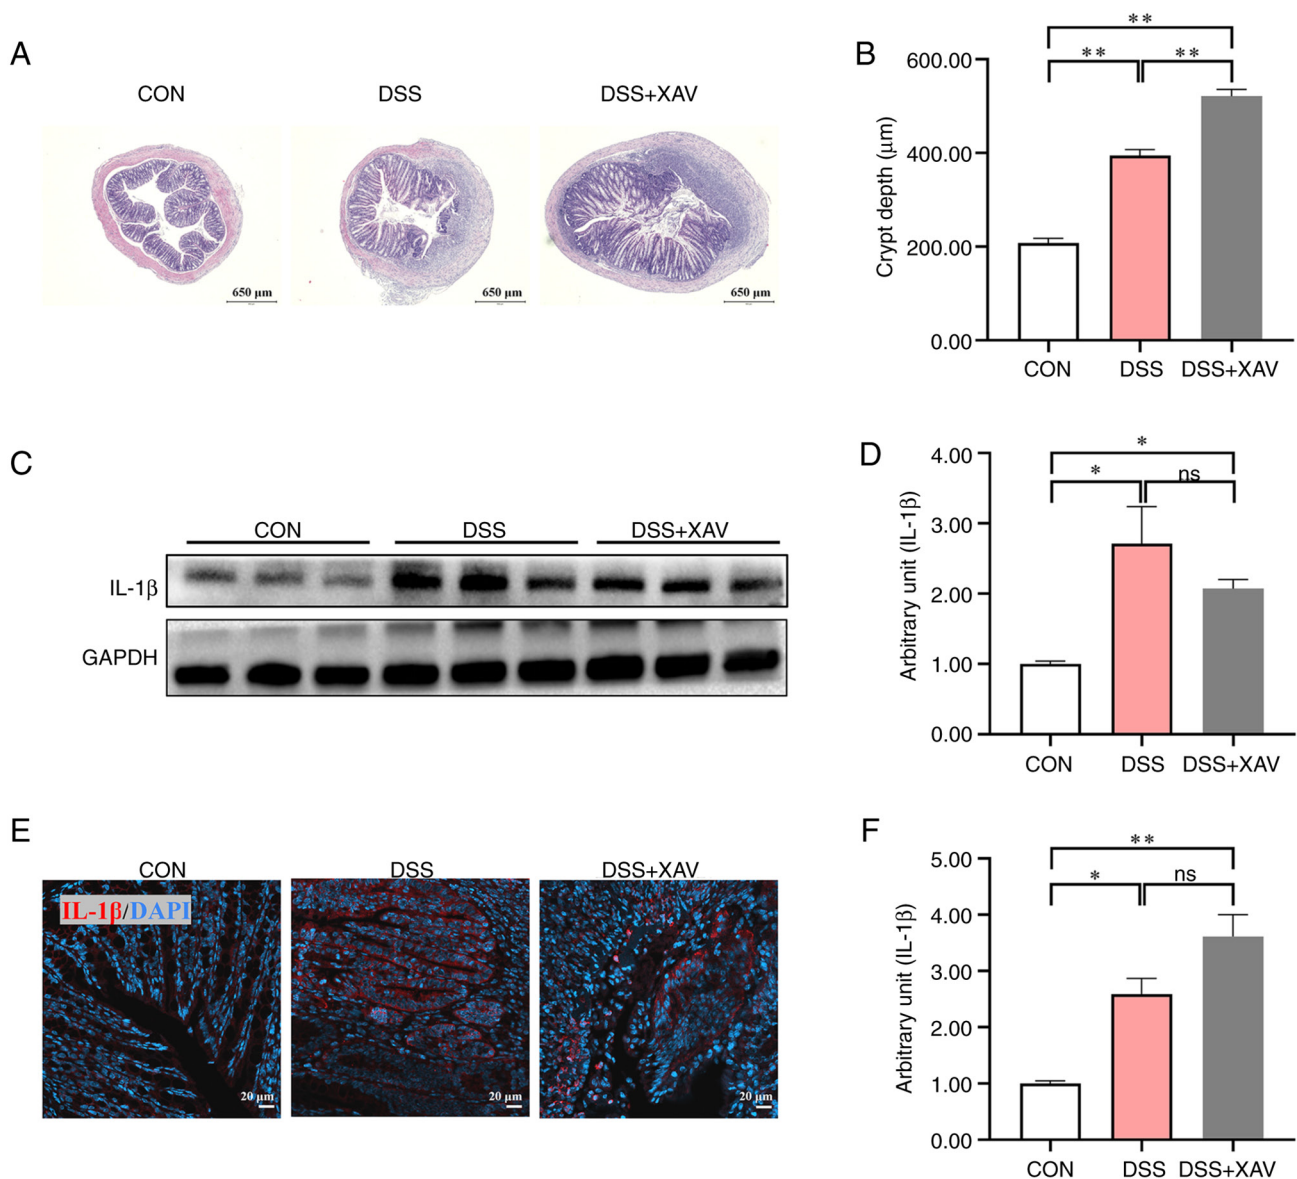 A
CON
DSS
DSS+XAV
650 µm
650 µm
650 µm
B
**
**
**
600.00
400.00
200.00
0.00
Crypt depth (µm)
CON
DSS
DSS+XAV
C
CON
DSS
DSS+XAV
IL-1β
GAPDH
D
*
*
ns
4.00
3.00
2.00
1.00
0.00
Arbitrary unit (IL-1β)
CON
DSS
DSS+XAV
E
CON
DSS
DSS+XAV
IL-1β/DAPI
20 µm
20 µm
20 µm
F
**
*
ns
5.00
4.00
3.00
2.00
1.00
0.00
Arbitrary unit (IL-1β)
CON
DSS
DSS+XAV